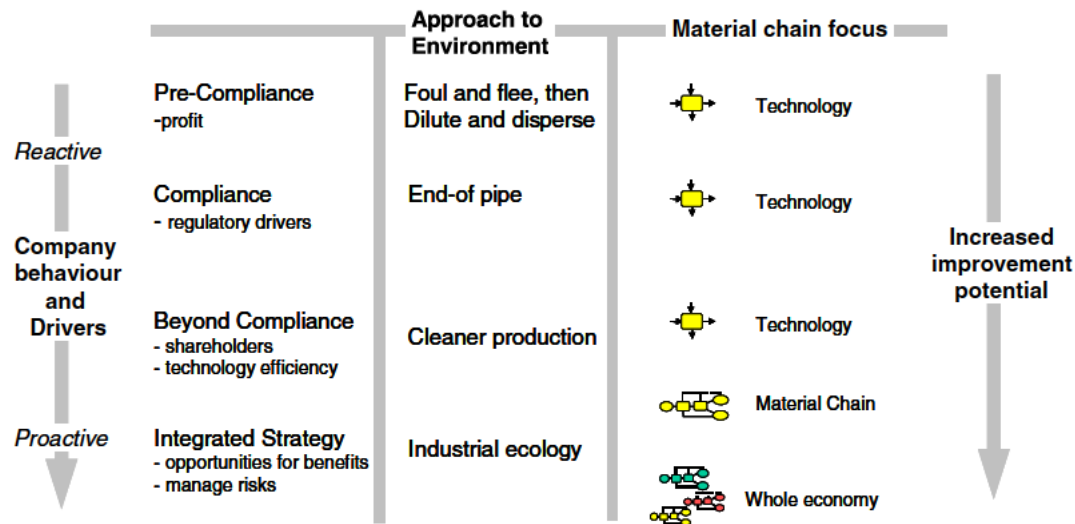 Approach to
Environment
Material chain focus
Pre-Compliance
-profit
Foul and flee, then
Dilute and disperse
Technology
Reactive
Compliance
- regulatory drivers
End-of pipe
Technology
Company
behaviour
and
Drivers
Increased
improvement
potential
Beyond Compliance
- shareholders
- technology efficiency
Cleaner production
Technology
Material Chain
Proactive
Integrated Strategy
- opportunities for benefits
- manage risks
Industrial ecology
Whole economy